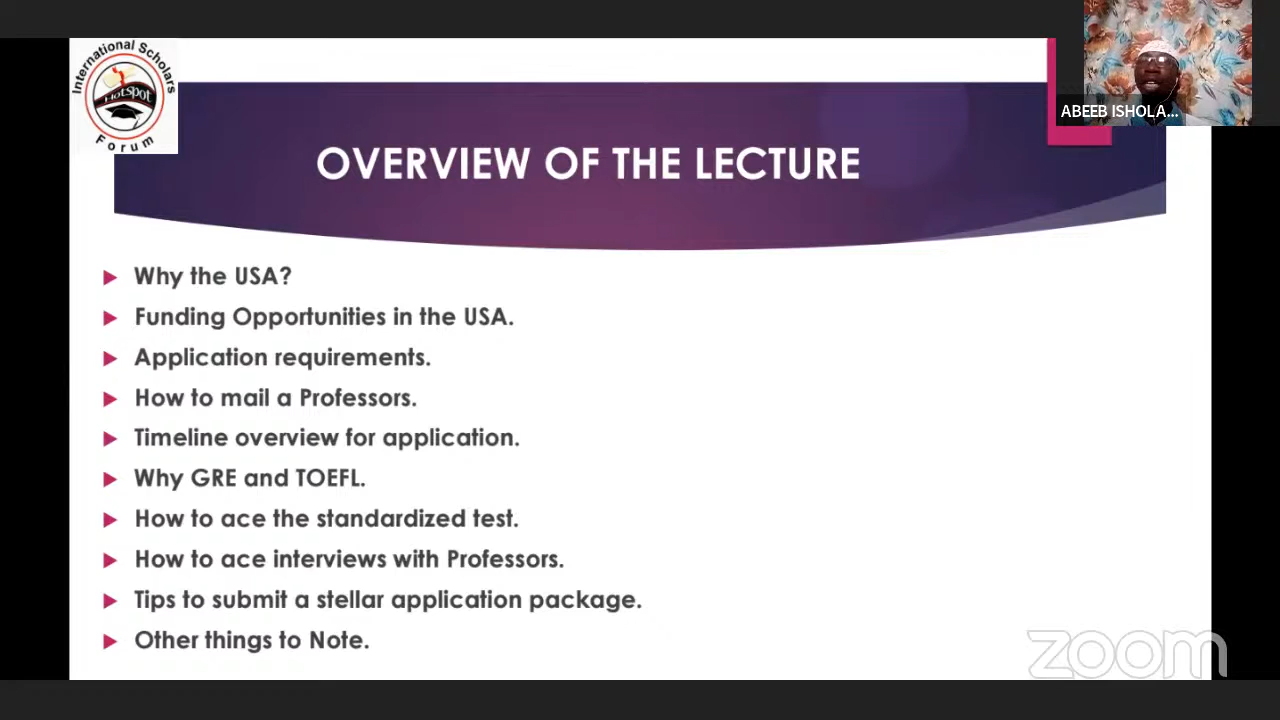 International Scholars
Hotspot
Forum
ABEEB ISHOLA...
OVERVIEW OF THE LECTURE
Why the USA?
Funding Opportunities in the USA.
Application requirements.
How to mail a Professors.
Timeline overview for application.
Why GRE and TOEFL.
How to ace the standardized test.
How to ace interviews with Professors.
Tips to submit a stellar application package.
Other things to Note.
zoom